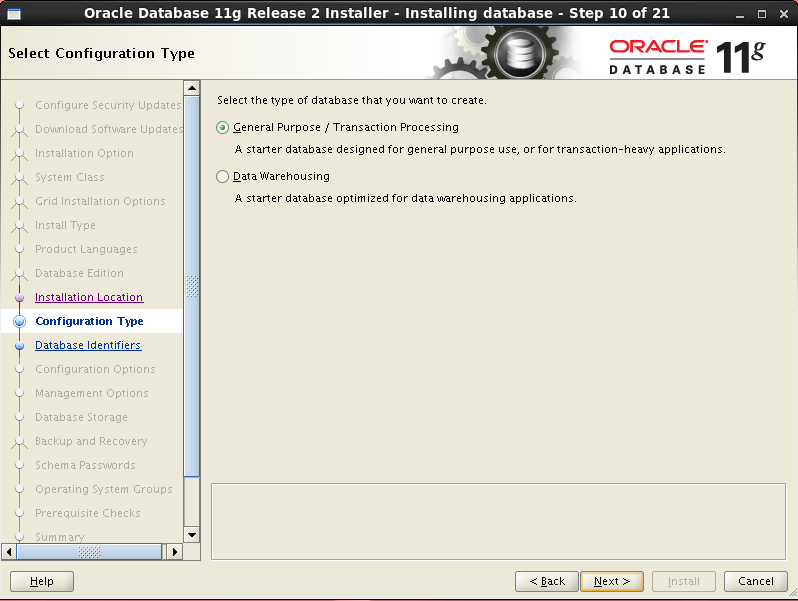 Oracle Database 11g Release 2 Installer - Installing database - Step 10 of 21
Select Configuration Type
ORACLE®
DATABASE
11g
Configure Security Updates
Download Software Updates
Installation Option
System Class
Grid Installation Options
Install Type
Product Languages
Database Edition
Installation Location
Configuration Type
Database Identifiers
Configuration Options
Management Options
Database Storage
Backup and Recovery
Schema Passwords
Operating System Groups
Prerequisite Checks
Summary
Select the type of database that you want to create.
General Purpose / Transaction Processing
A starter database designed for general purpose use, or for transaction-heavy applications.
Data Warehousing
A starter database optimized for data warehousing applications.
Help
< Back
Next >
Install
Cancel